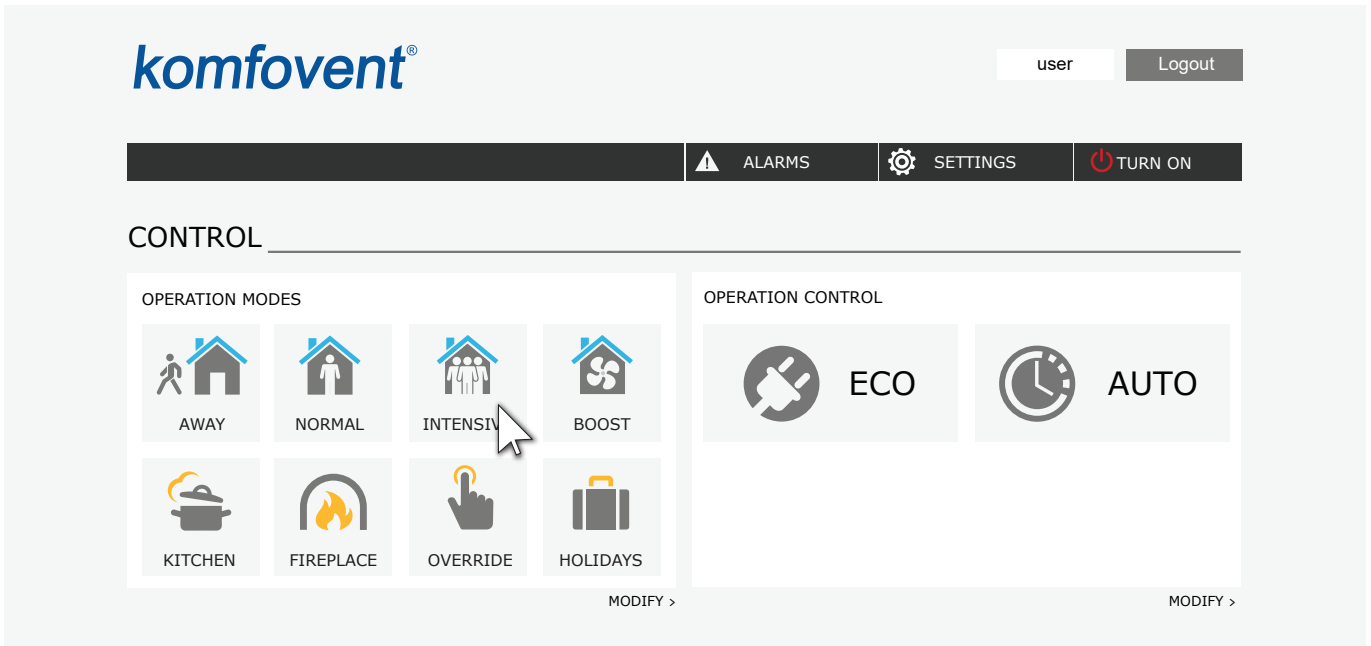 komfovent®
user
Logout
ALARMS
SETTINGS
TURN ON
CONTROL
OPERATION MODES
AWAY
NORMAL
INTENSIV
BOOST
KITCHEN
FIREPLACE
OVERRIDE
HOLIDAYS
MODIFY >
OPERATION CONTROL
ECO
AUTO
MODIFY >